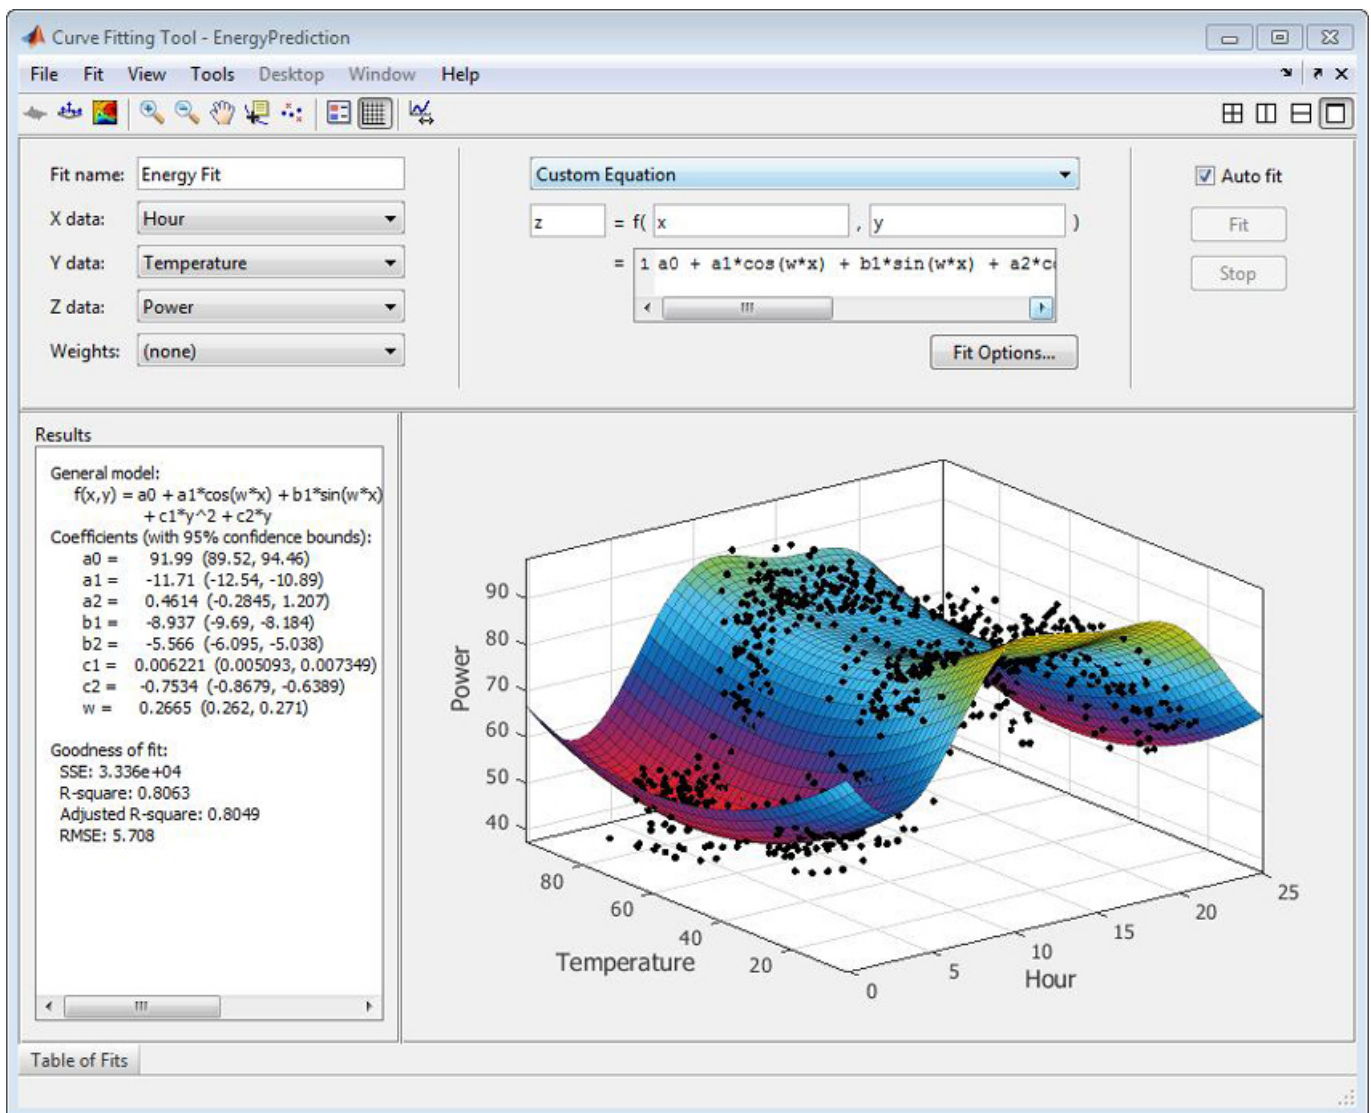 Curve Fitting Tool - EnergyPrediction
File Fit View Tools Desktop Window Help
Fit name: Energy Fit
X data: Hour
Y data: Temperature
Z data: Power
Weights: (none)
Custom Equation
z = f( x , y )
= 1 a0 + a1*cos(w*x) + b1*sin(w*x) + a2*c
Fit Options...
Auto fit
Fit
Stop
Results
General model:
f(x,y) = a0 + a1*cos(w*x) + b1*sin(w*x)
+ c1*y^2 + c2*y
Coefficients (with 95% confidence bounds):
a0 = 91.99 (89.52, 94.46)
a1 = -11.71 (-12.54, -10.89)
a2 = 0.4614 (-0.2845, 1.207)
b1 = -8.937 (-9.69, -8.184)
b2 = -5.566 (-6.095, -5.038)
c1 = 0.006221 (0.005093, 0.007349)
c2 = -0.7534 (-0.8679, -0.6389)
w = 0.2665 (0.262, 0.271)
Goodness of fit:
SSE: 3.336e+04
R-square: 0.8063
Adjusted R-square: 0.8049
RMSE: 5.708
Power
90
80
70
60
50
40
80
60
40
20
Temperature
0
5
10
15
20
25
Hour
Table of Fits